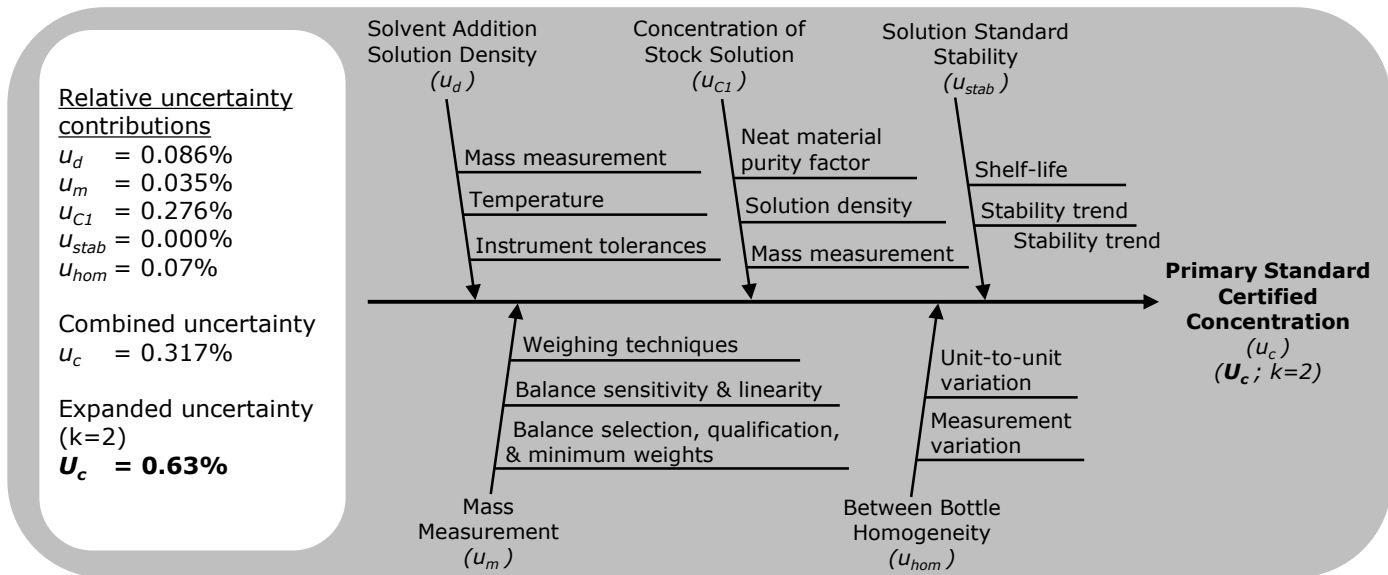 Relative uncertainty
contributions
u_d = 0.086%
u_m = 0.035%
u_C1 = 0.276%
u_stab = 0.000%
u_hom = 0.07%
Combined uncertainty
u_c = 0.317%
Expanded uncertainty
(k=2)
U_c = 0.63%
Solvent Addition
Solution Density
(u_d)
Mass measurement
Temperature
Instrument tolerances
Concentration of
Stock Solution
(u_C1)
Neat material
purity factor
Solution density
Mass measurement
Solution Standard
Stability
(u_stab)
Shelf-life
Stability trend
Stability trend
Weighing techniques
Balance sensitivity & linearity
Balance selection, qualification,
& minimum weights
Mass
Measurement
(u_m)
Unit-to-unit
variation
Measurement
variation
Between Bottle
Homogeneity
(u_hom)
Primary Standard
Certified
Concentration
(u_c)
(U_c; k=2)